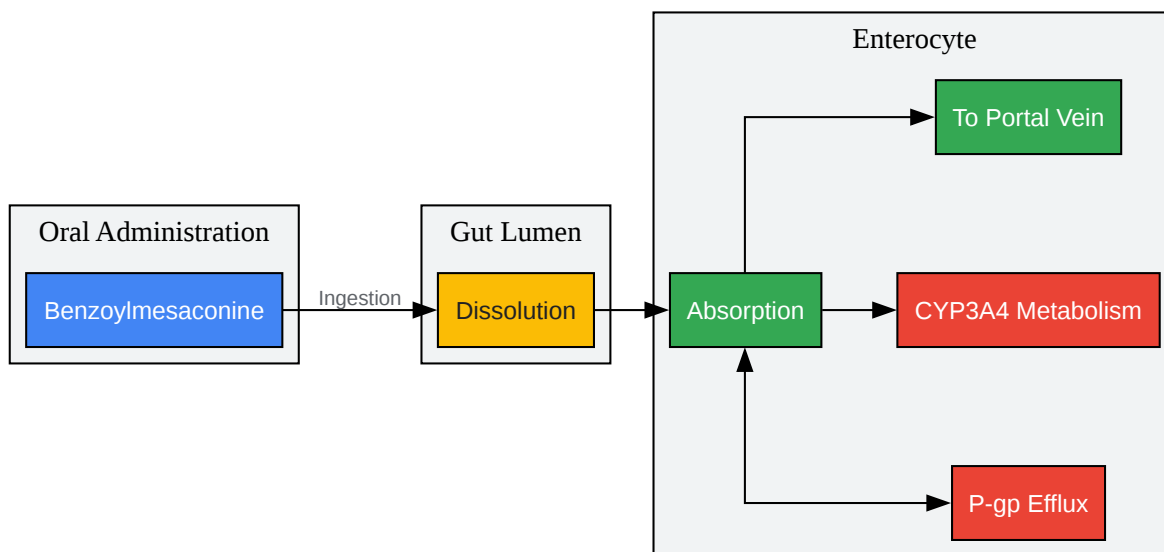 Enterocyte
To Portal Vein
Oral Administration
Gut Lumen
Benzoylmesaconine
Ingestion
Dissolution
Absorption
CYP3A4 Metabolism
P-gp Efflux